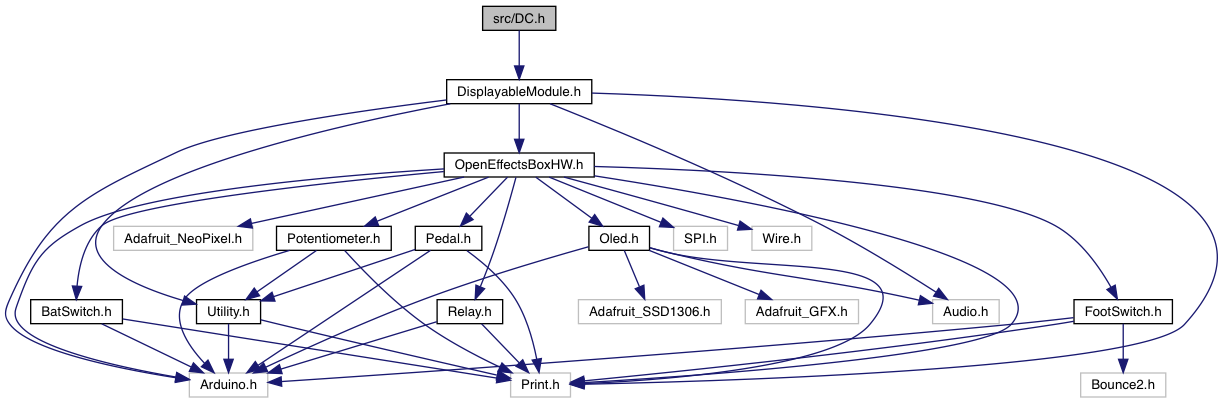 src/DC.h
DisplayableModule.h
OpenEffectsBoxHW.h
Adafruit_NeoPixel.h
Potentiometer.h
Pedal.h
Oled.h
SPI.h
Wire.h
BatSwitch.h
Utility.h
Relay.h
Adafruit_SSD1306.h
Adafruit_GFX.h
Audio.h
FootSwitch.h
Arduino.h
Print.h
Bounce2.h